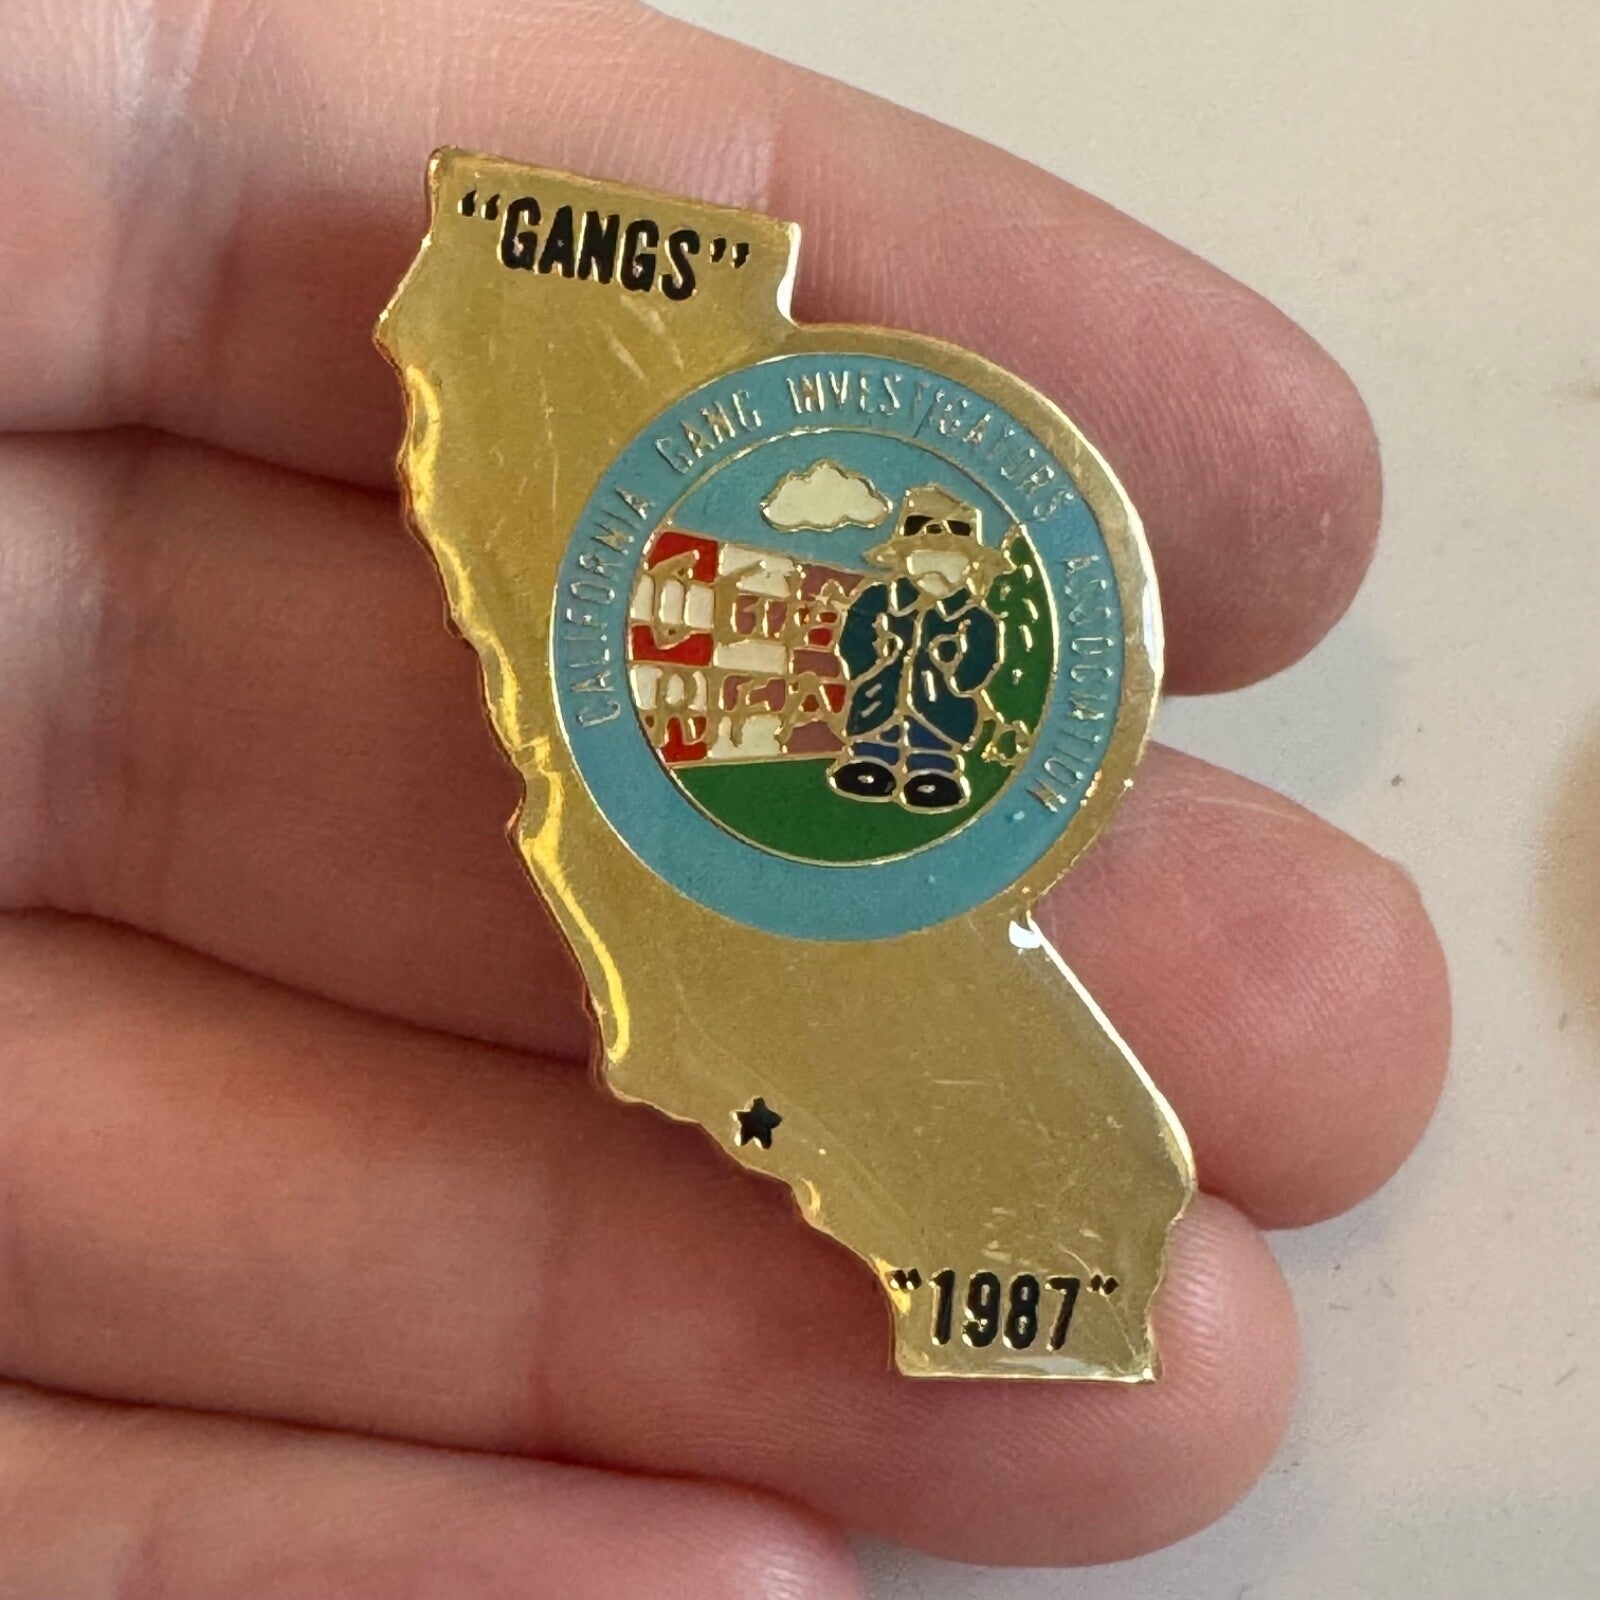 "GANGS"
CALIFORNIA GANG INVESTIGATORS ASSOCIATION
"1987"